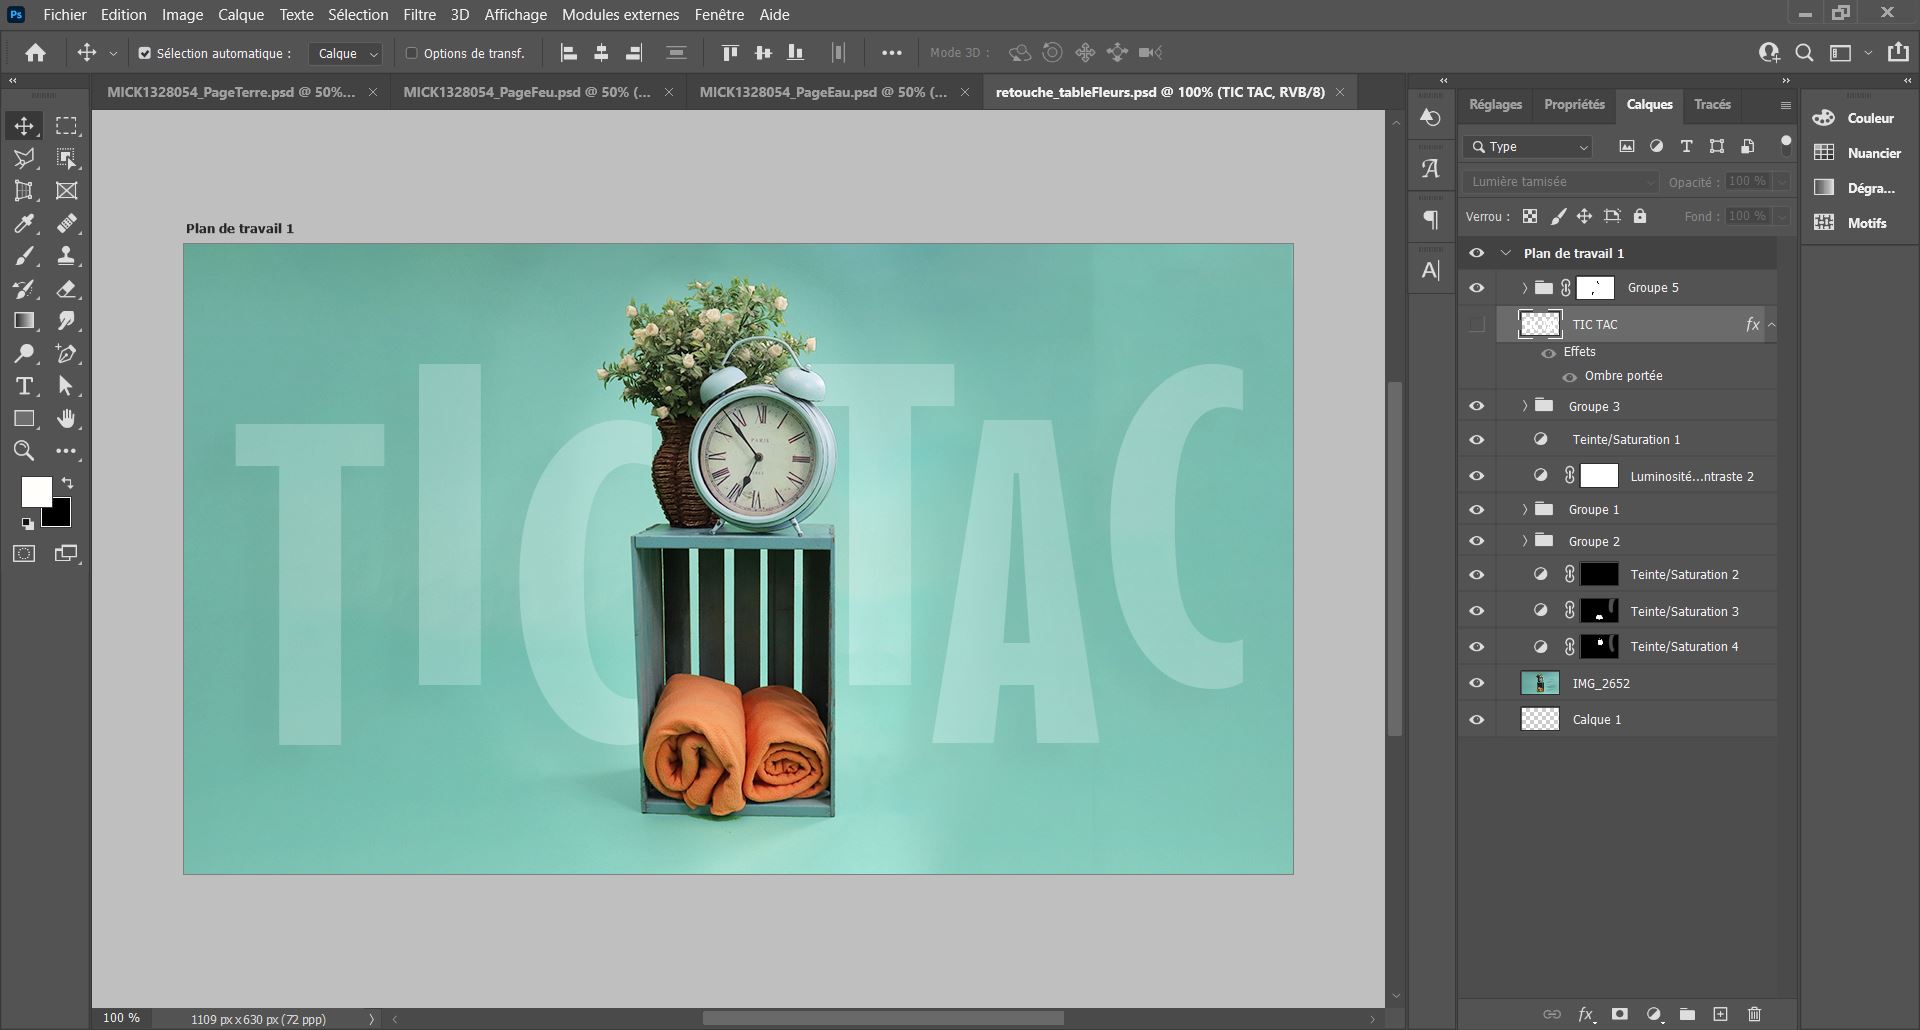 Ps Fichier Edition Image Calque Texte Sélection Filtre 3D Affichage Modules externes Fenêtre Aide
Sélection automatique : Calque Options de transf. Mode 3D :
MICK1328054_PageTerre.psd @ 50%... MICK1328054_PageFeu.psd @ 50% (... MICK1328054_PageEau.psd @ 50% (... retouche_tableFleurs.psd @ 100% (TIC TAC, RVB/8)
Réglages Propriétés Calques Tracés
Couleur
Nuancier
Dégra...
Motifs
Type
Lumière tamisée Opacité : 100 %
Verrou : Fond : 100 %
Plan de travail 1
TIC TAC
PARIS
Plan de travail 1
Groupe 5
TIC TAC fx
Effets
Ombre portée
Groupe 3
Teinte/Saturation 1
Luminosité...ntraste 2
Groupe 1
Groupe 2
Teinte/Saturation 2
Teinte/Saturation 3
Teinte/Saturation 4
IMG_2652
Calque 1
100 % 1109 px x 630 px (72 ppp)
fx